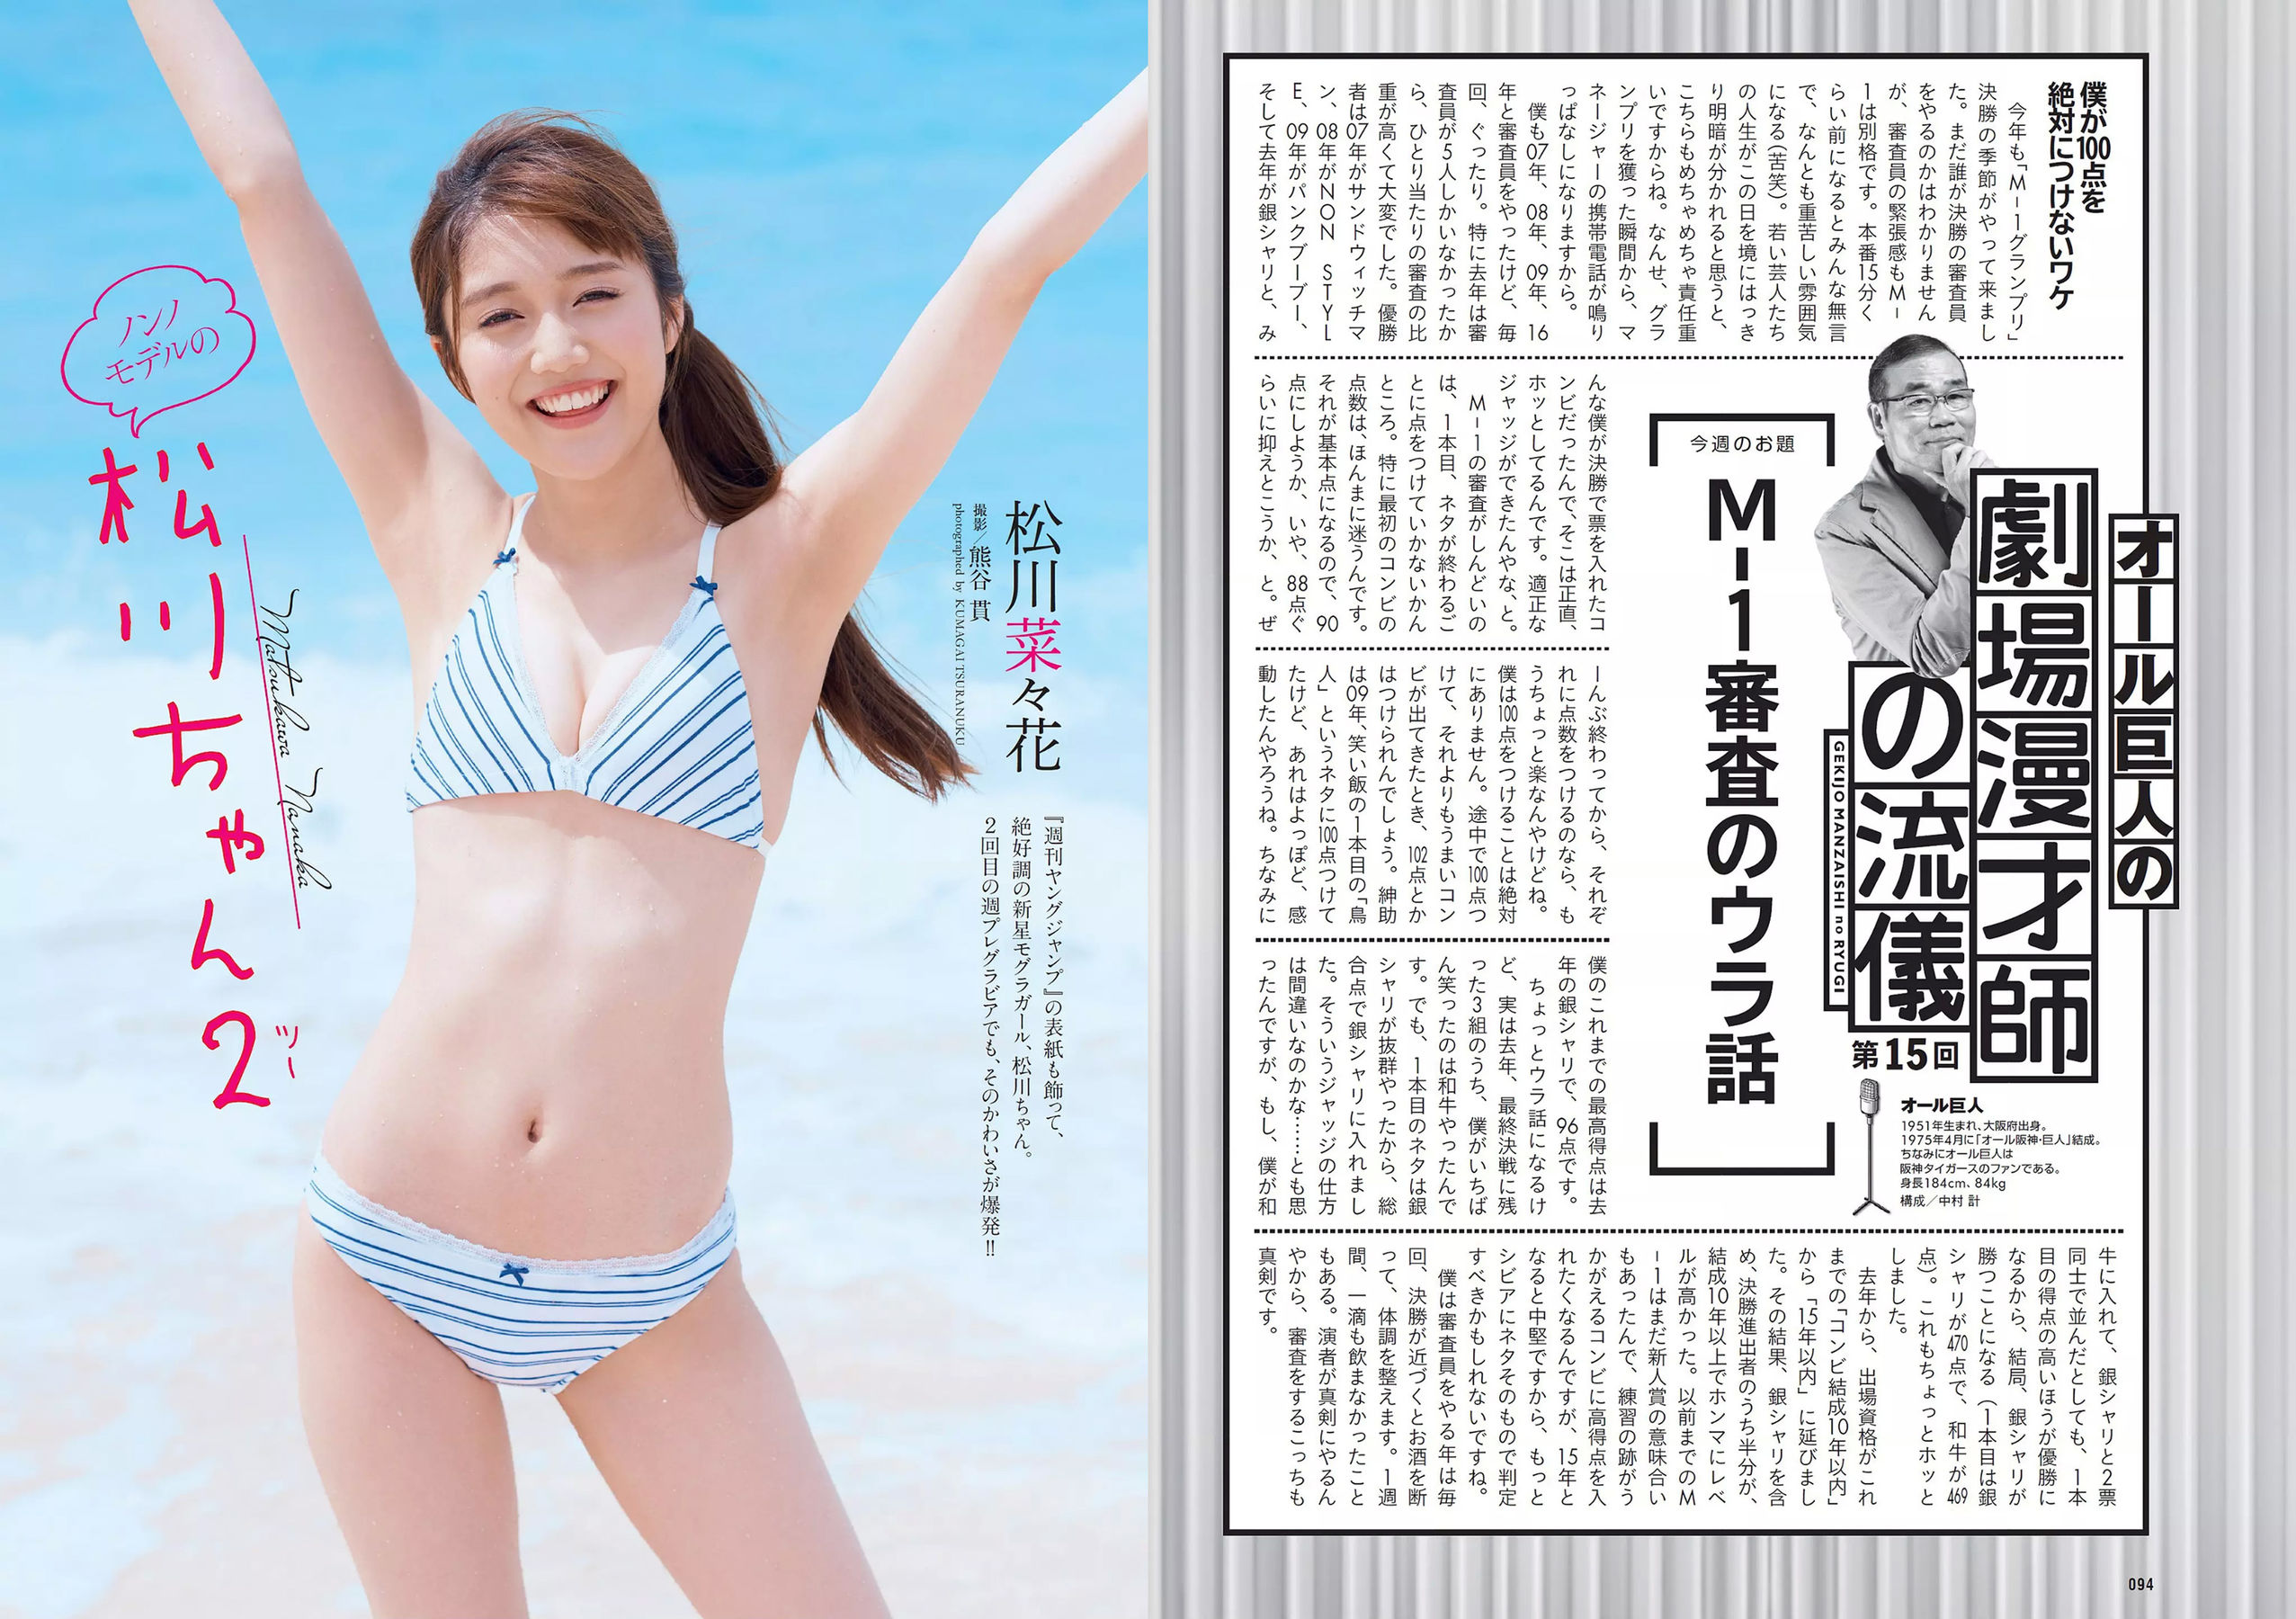 オール巨人の
劇場漫才師
の流儀
GEKIJO MANZAISHI no RYUGI
第15回
オール巨人
1951年生まれ、大阪府出身。
1975年4月に「オール阪神・巨人」結成。
ちなみにオール巨人は
阪神タイガースのファンである。
身長184cm、84kg
構成／中村 計
今週のお題
M-1審査のウラ話
僕が100点を
絶対につけないワケ
今年も「M-1グランプリ」
決勝の季節がやって来まし
た。まだ誰が決勝の審査員
をやるのかはわかりません
が、審査員の緊張感もM-
1は別格です。本番15分く
らい前になるとみんな無言
で、なんとも重苦しい雰囲気
になる(苦笑)。若い芸人たち
の人生がこの日を境にはっき
り明暗が分かれると思うと、
こちらもめちゃめちゃ責任重
いですからね。なんせ、グラ
ンプリを獲った瞬間から、マ
ネージャーの携帯電話が鳴り
っぱなしになりますから。
僕も07年、08年、09年、16
年と審査員をやったけど、毎
回、ぐったり。特に去年は審
査員が5人しかいなかったか
ら、ひとり当たりの審査の比
重が高くて大変でした。優勝
者は07年がサンドウィッチマ
ン、08年がNON STYL
E、09年がパンクブーブー、
そして去年が銀シャリと、み
んな僕が決勝で票を入れたコ
ンビだったんで、そこは正直、
ホッとしてるんです。適正な
ジャッジができたんやな、と。
M-1の審査がしんどいの
は、1本目、ネタが終わるご
とに点をつけていかないかん
ところ。特に最初のコンビの
点数は、ほんまに迷うんです。
それが基本点になるので、90
点にしようか、いや、88点ぐ
らいに抑えとこうか、と。ぜ
ーんぶ終わってから、それぞ
れに点数をつけるのなら、も
うちょっと楽なんやけどね。
僕は100点をつけることは絶対
にありません。途中で100点つ
けて、それよりもうまいコン
ビが出てきたとき、102点とか
はつけられんでしょう。紳助
は09年、笑い飯の1本目の「鳥
人」というネタに100点つけて
たけど、あれはよっぽど、感
動したんやろうね。ちなみに
僕のこれまでの最高得点は去
年の銀シャリで、96点です。
ちょっとウラ話になるけ
ど、実は去年、最終決戦に残
った3組のうち、僕がいちば
ん笑ったのは和牛やったんで
す。でも、1本目のネタは銀
シャリが抜群やったから、総
合点で銀シャリに入れまし
た。そういうジャッジの仕方
は間違いなのかな……とも思
ったんですが、もし、僕が和
牛に入れて、銀シャリと2票
同士で並んだとしても、1本
目の得点の高いほうが優勝に
なるから、結局、銀シャリが
勝つことになる(1本目は銀
シャリが470点で、和牛が469
点)。これもちょっとホッと
しました。
去年から、出場資格がこれ
までの「コンビ結成10年以内」
から「15年以内」に延びまし
た。その結果、銀シャリを含
め、決勝進出者のうち半分が、
結成10年以上でホンマにレベ
ルが高かった。以前までのM
-1はまだ新人賞の意味合い
もあったんで、練習の跡がう
かがえるコンビに高得点を入
れたくなるんですが、15年と
なると中堅ですから、もっと
シビアにネタそのもので判定
すべきかもしれないですね。
僕は審査員をやる年は毎
回、決勝が近づくとお酒を断
って、体調を整えます。1週
間、一滴も飲まなかったこと
もある。演者が真剣にやるん
やから、審査をするこっちも
真剣です。
094
松川菜々花
撮影／熊谷 貫
photographed by KUMAGAI TSURANUKU
『週刊ヤングジャンプ』の表紙も飾って、
絶好調の新星モグラガール、松川ちゃん。
2回目の週プレグラビアでも、そのかわいさが爆発!!
ノンノ
モデルの
松川ちゃん2
ツー
Matsukawa Nanaka